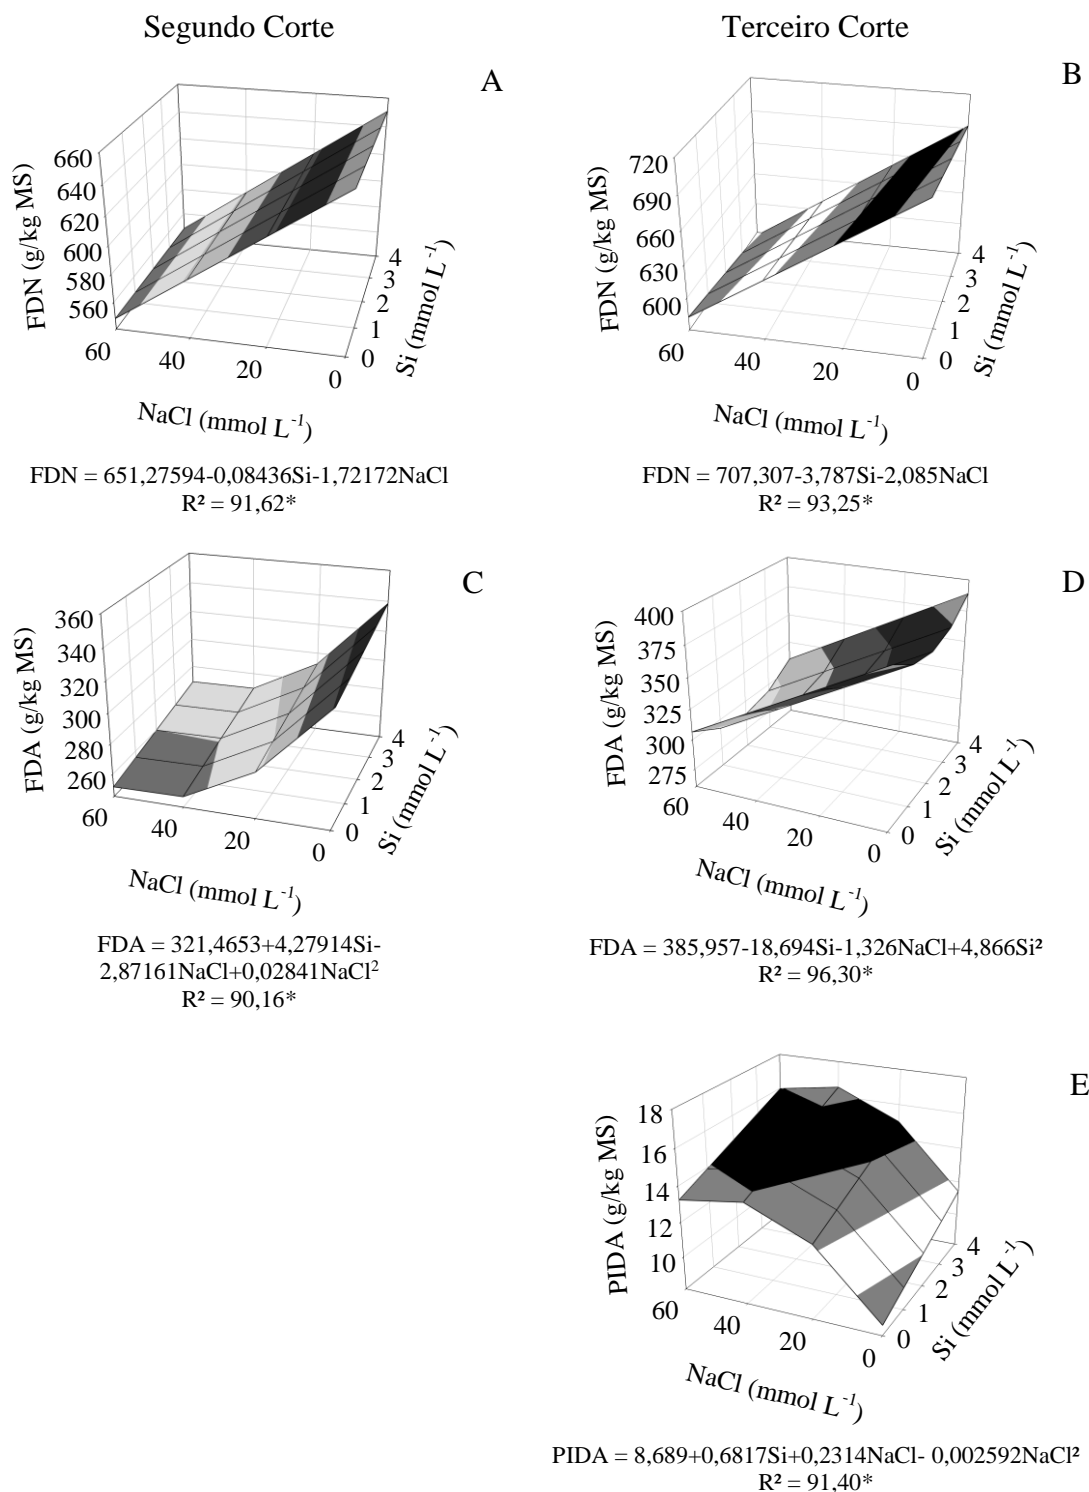 Segundo Corte
Terceiro Corte
A
660
640
620
600
580
560
FDN (g/kg MS)
60
40
20
0
NaCl (mmol L⁻¹)
4
3
2
1
0
Si (mmol L⁻¹)
FDN = 651,27594-0,08436Si-1,72172NaCl
R² = 91,62*
B
720
690
660
630
600
FDN (g/kg MS)
60
40
20
0
NaCl (mmol L⁻¹)
4
3
2
1
0
Si (mmol L⁻¹)
FDN = 707,307-3,787Si-2,085NaCl
R² = 93,25*
C
360
340
320
300
280
260
FDA (g/kg MS)
60
40
20
0
NaCl (mmol L⁻¹)
4
3
2
1
0
Si (mmol L⁻¹)
FDA = 321,4653+4,27914Si-
2,87161NaCl+0,02841NaCl²
R² = 90,16*
D
400
375
350
325
300
275
FDA (g/kg MS)
60
40
20
0
NaCl (mmol L⁻¹)
4
3
2
1
0
Si (mmol L⁻¹)
FDA = 385,957-18,694Si-1,326NaCl+4,866Si²
R² = 96,30*
E
18
16
14
12
10
PIDA (g/kg MS)
60
40
20
0
NaCl (mmol L⁻¹)
4
3
2
1
0
Si (mmol L⁻¹)
PIDA = 8,689+0,6817Si+0,2314NaCl- 0,002592NaCl²
R² = 91,40*